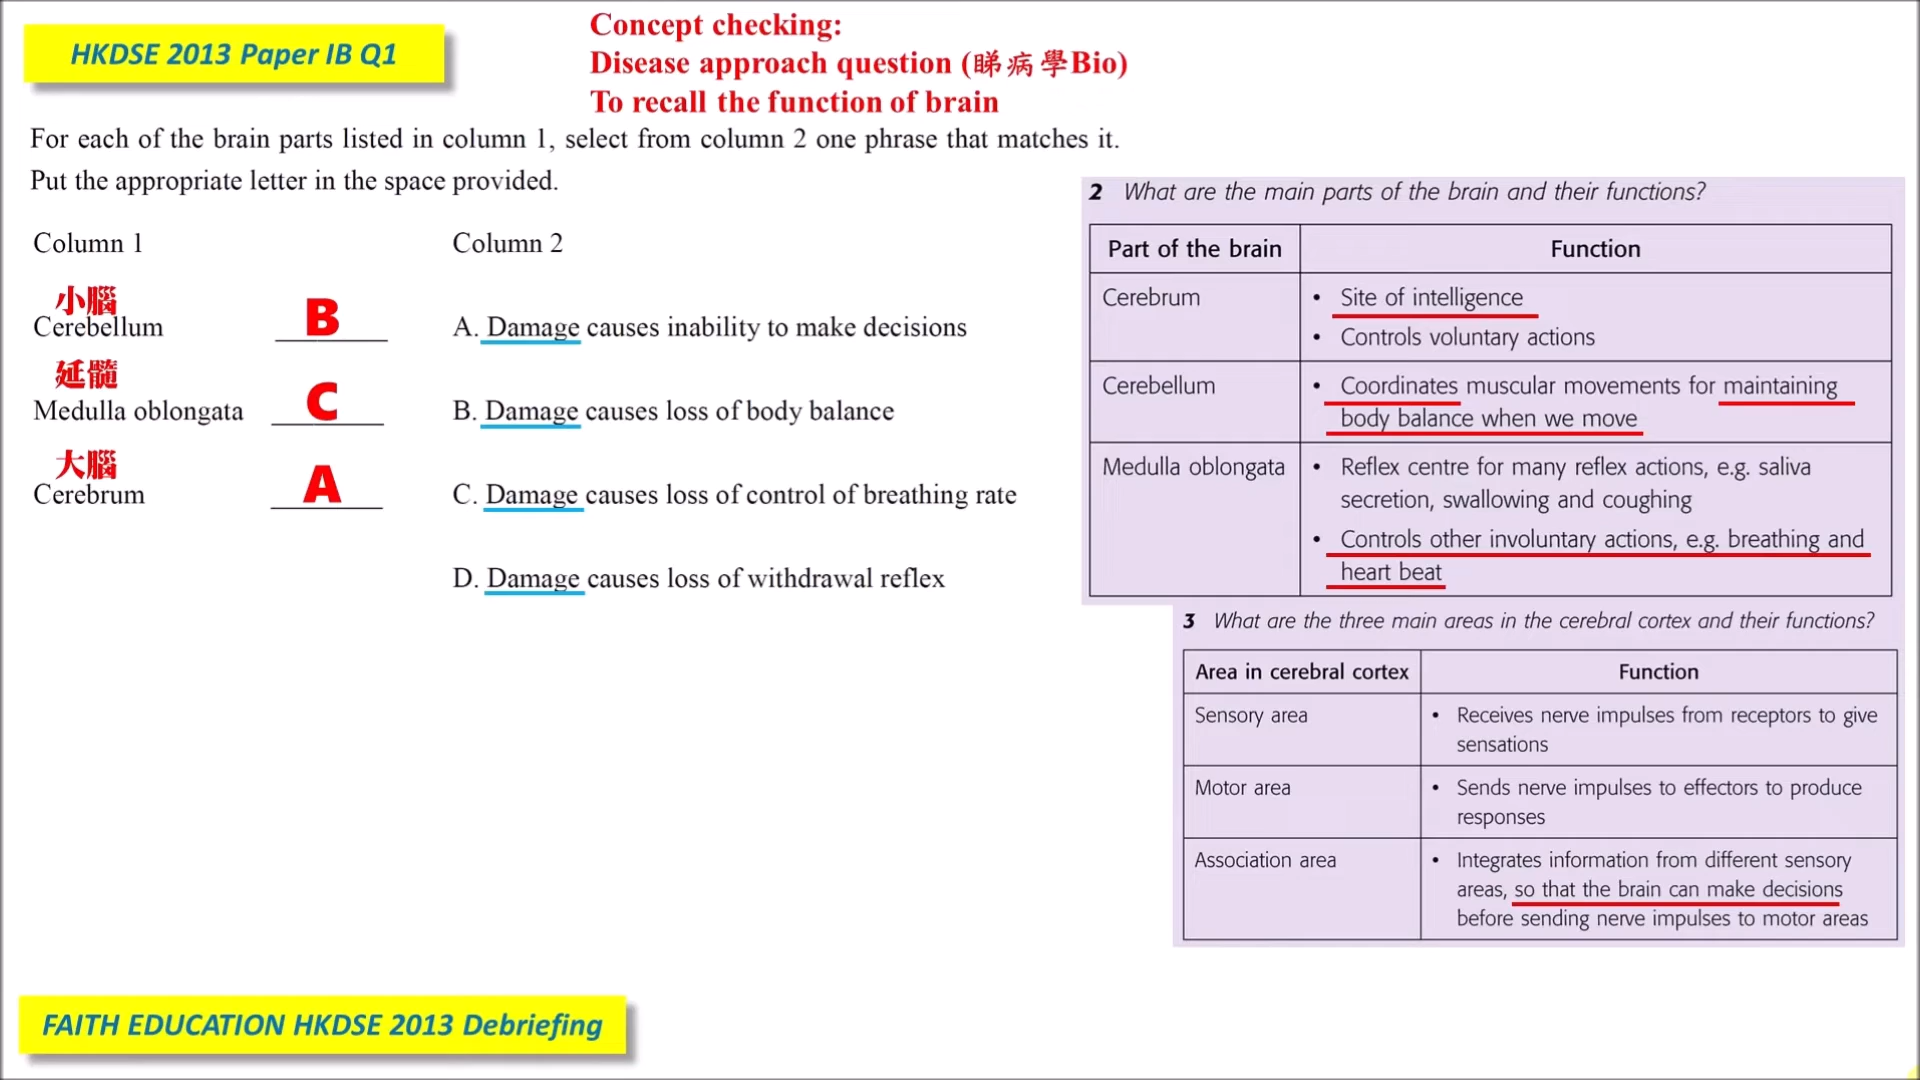 HKDSE 2013 Paper IB Q1
Concept checking:
Disease approach question (睇病學Bio)
To recall the function of brain
For each of the brain parts listed in column 1, select from column 2 one phrase that matches it.
Put the appropriate letter in the space provided.
Column 1
Column 2
小腦
Cerebellum B
A. Damage causes inability to make decisions
延髓
Medulla oblongata C
B. Damage causes loss of body balance
大腦
Cerebrum A
C. Damage causes loss of control of breathing rate
D. Damage causes loss of withdrawal reflex
2 What are the main parts of the brain and their functions?
Part of the brain
Function
Cerebrum
• Site of intelligence
• Controls voluntary actions
Cerebellum
• Coordinates muscular movements for maintaining
body balance when we move
Medulla oblongata
• Reflex centre for many reflex actions, e.g. saliva
secretion, swallowing and coughing
• Controls other involuntary actions, e.g. breathing and
heart beat
3 What are the three main areas in the cerebral cortex and their functions?
Area in cerebral cortex
Function
Sensory area
• Receives nerve impulses from receptors to give
sensations
Motor area
• Sends nerve impulses to effectors to produce
responses
Association area
• Integrates information from different sensory
areas, so that the brain can make decisions
before sending nerve impulses to motor areas
FAITH EDUCATION HKDSE 2013 Debriefing